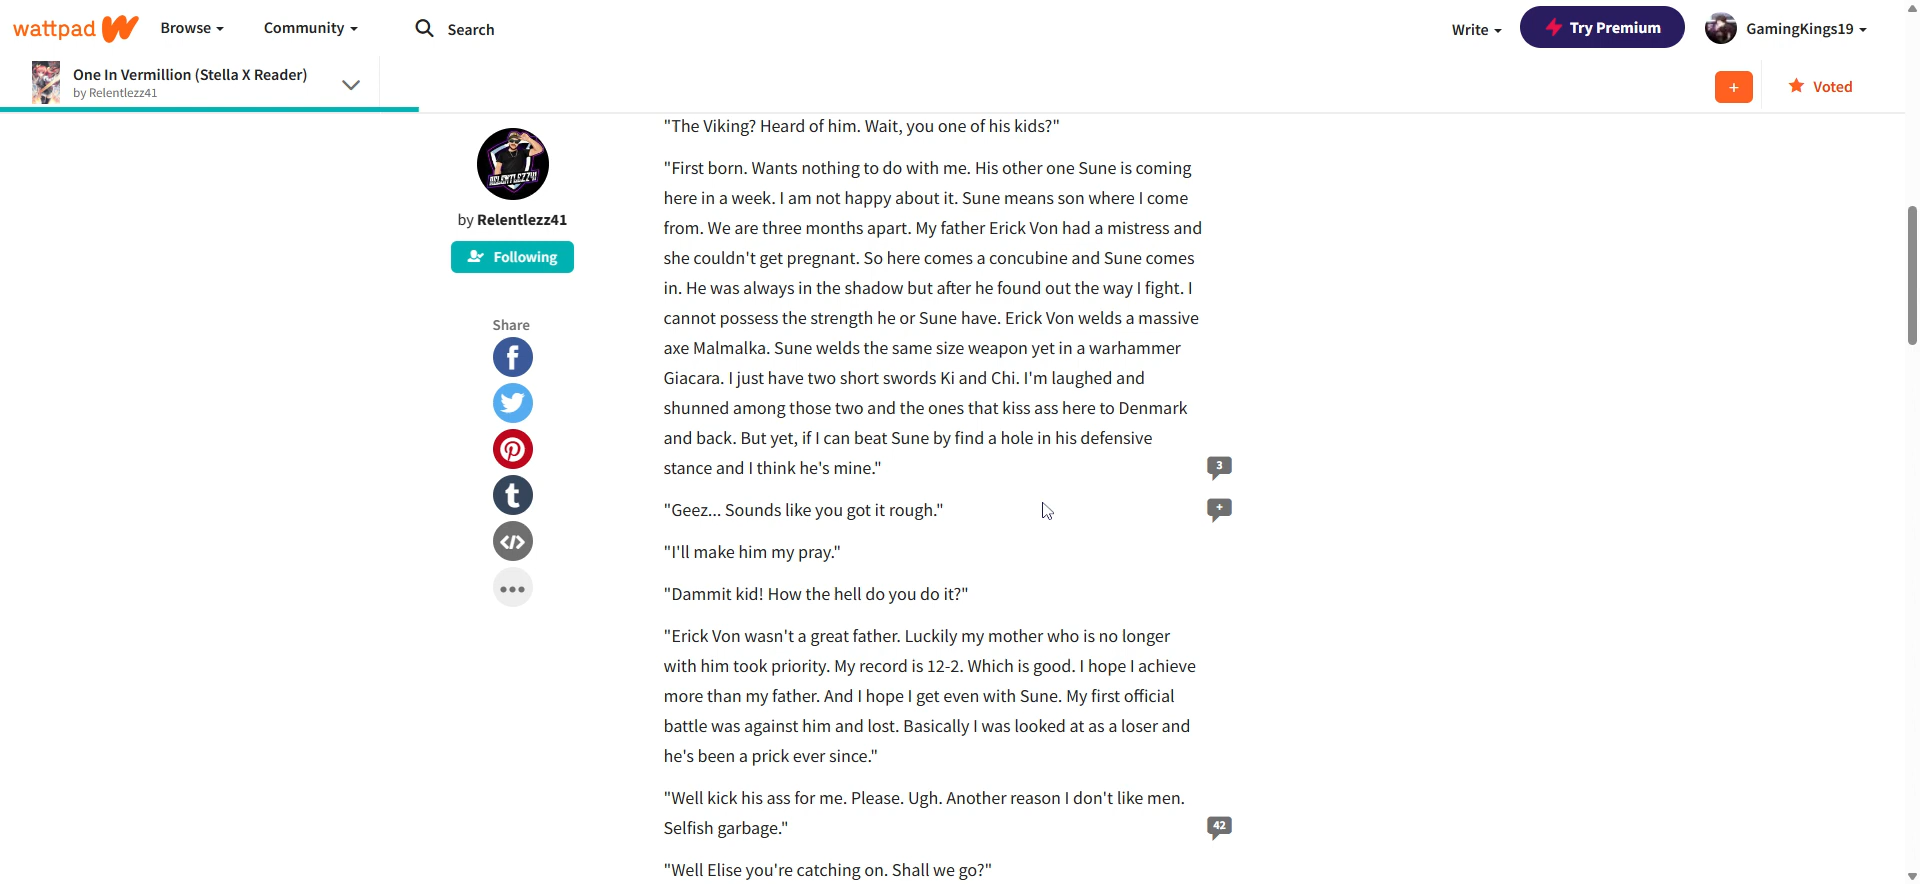 wattpad Browse Community Search Write Try Premium GamingKings19
One In Vermillion (Stella X Reader)
by Relentlezz41
+ Voted
RELENTLEZZ41
by Relentlezz41
Following
Share
"The Viking? Heard of him. Wait, you one of his kids?"
"First born. Wants nothing to do with me. His other one Sune is coming
here in a week. I am not happy about it. Sune means son where I come
from. We are three months apart. My father Erick Von had a mistress and
she couldn't get pregnant. So here comes a concubine and Sune comes
in. He was always in the shadow but after he found out the way I fight. I
cannot possess the strength he or Sune have. Erick Von welds a massive
axe Malmalka. Sune welds the same size weapon yet in a warhammer
Giacara. I just have two short swords Ki and Chi. I'm laughed and
shunned among those two and the ones that kiss ass here to Denmark
and back. But yet, if I can beat Sune by find a hole in his defensive
stance and I think he's mine."
3
"Geez... Sounds like you got it rough."
+
"I'll make him my pray."
"Dammit kid! How the hell do you do it?"
"Erick Von wasn't a great father. Luckily my mother who is no longer
with him took priority. My record is 12-2. Which is good. I hope I achieve
more than my father. And I hope I get even with Sune. My first official
battle was against him and lost. Basically I was looked at as a loser and
he's been a prick ever since."
"Well kick his ass for me. Please. Ugh. Another reason I don't like men.
Selfish garbage."
42
"Well Elise you're catching on. Shall we go?"